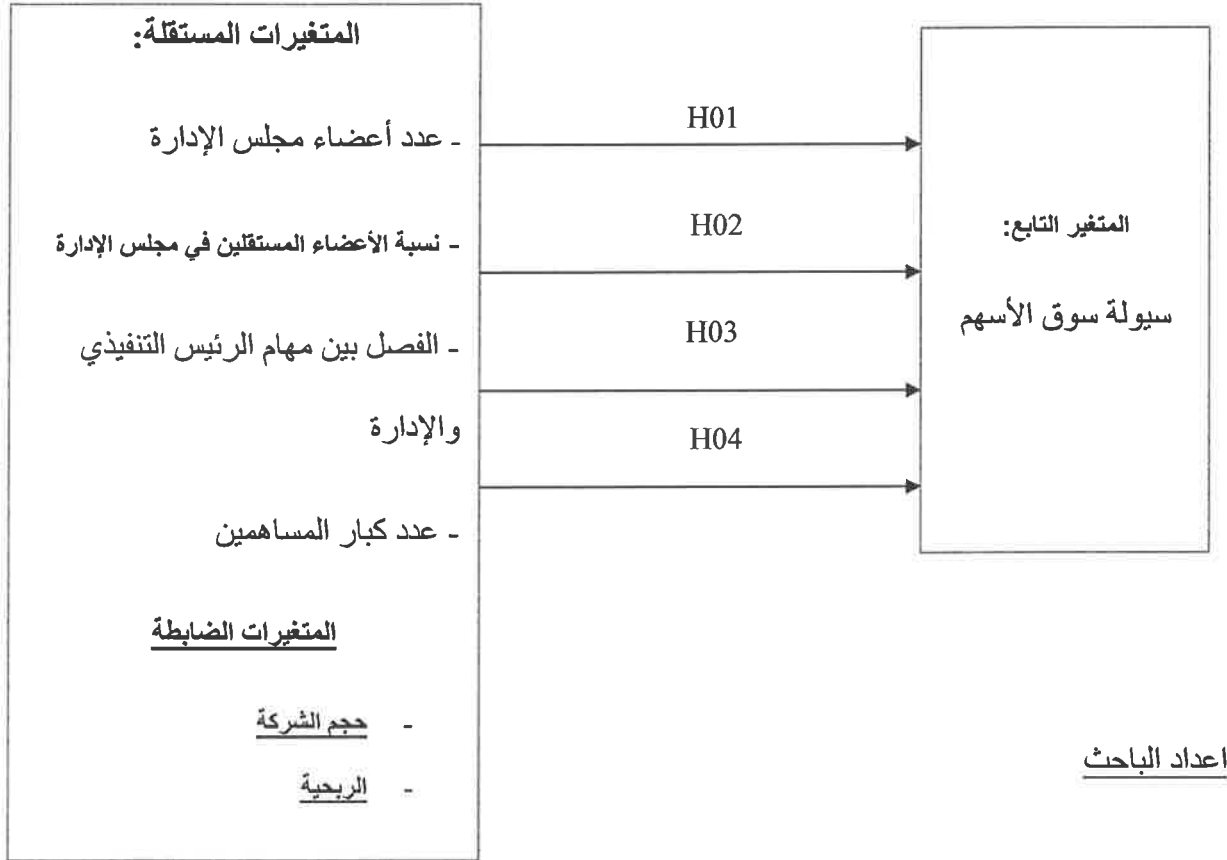 المتغيرات المستقلة:
- عدد أعضاء مجلس الإدارة
- نسبة الأعضاء المستقلين في مجلس الإدارة
- الفصل بين مهام الرئيس التنفيذي
والإدارة
- عدد كبار المساهمين
المتغيرات الضابطة
- حجم الشركة
- الربحية
H01
H02
H03
H04
المتغير التابع:
سيولة سوق الأسهم
اعداد الباحث